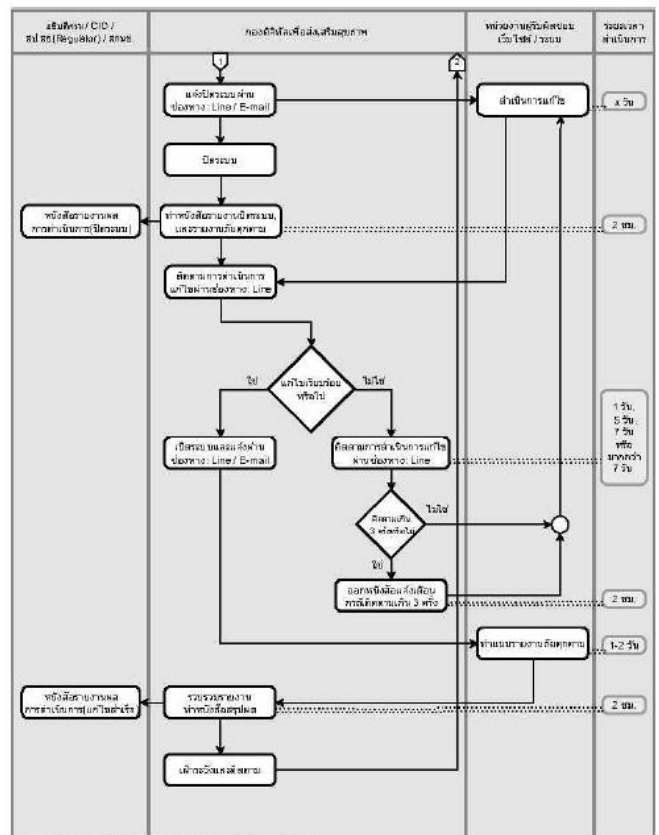 อธิบดีกรม/ CIO /
สป.สธ(Regulator) / สกมช.
กองดิจิทัลเพื่อส่งเสริมสุขภาพ
หน่วยงานผู้รับผิดชอบ
เว็บไซต์ / ระบบ
ระยะเวลา
ดำเนินการ
1
2
แจ้งปิดระบบผ่าน
ช่องทาง: Line / E-mail
ดำเนินการแก้ไข
x วัน
ปิดระบบ
หนังสือรายงานผล
การดำเนินการ(ปิดระบบ)
ทำหนังสือรายงานปิดระบบ,
และรายงานภัยคุกคาม
2 ชม.
ติดตามการดำเนินการ
แก้ไขผ่านช่องทาง: Line
แก้ไขเรียบร้อย
หรือไม่
ใช่
ไม่ใช่
เปิดระบบและแจ้งผ่าน
ช่องทาง: Line / E-mail
ติดตามการดำเนินการแก้ไข
ผ่านช่องทาง: Line
1 วัน,
5 วัน,
7 วัน
หรือ
มากกว่า
7 วัน
ติดตามเกิน
3 ครั้งหรือไม่
ไม่ใช่
ใช่
ออกหนังสือแจ้งเตือน
กรณีติดตามเกิน 3 ครั้ง
2 ชม.
ทำแบบรายงานภัยคุกคาม
1-2 วัน
หนังสือรายงานผล
การดำเนินการ(แก้ไขสำเร็จ)
รวบรวมรายงาน
ทำหนังสือสรุปผล
2 ชม.
เฝ้าระวังและติดตาม